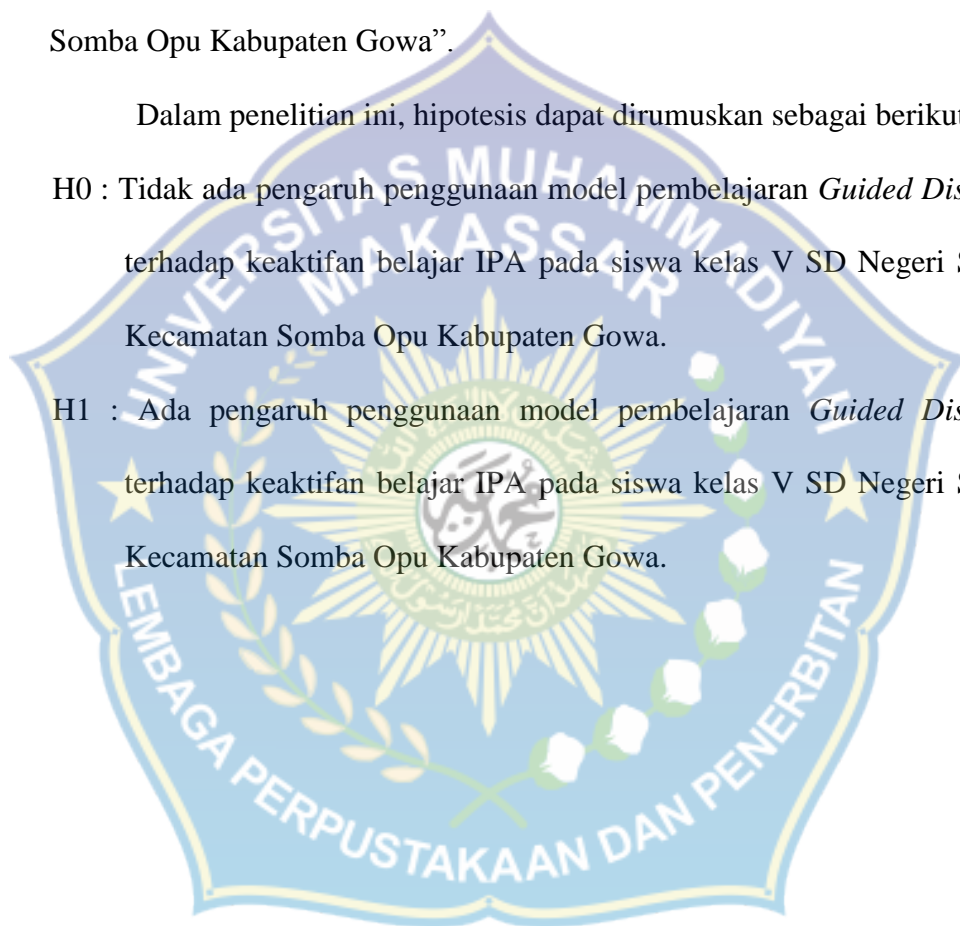 Somba Opu Kabupaten Gowa”.
Dalam penelitian ini, hipotesis dapat dirumuskan sebagai berikut
H0 : Tidak ada pengaruh penggunaan model pembelajaran Guided Dis
terhadap keaktifan belajar IPA pada siswa kelas V SD Negeri S
Kecamatan Somba Opu Kabupaten Gowa.
H1 : Ada pengaruh penggunaan model pembelajaran Guided Dis
terhadap keaktifan belajar IPA pada siswa kelas V SD Negeri S
Kecamatan Somba Opu Kabupaten Gowa.
UNIVERSITAS MUHAMMADIYAH
MAKASSAR
LEMBAGA PERPUSTAKAAN DAN PENERBITAN